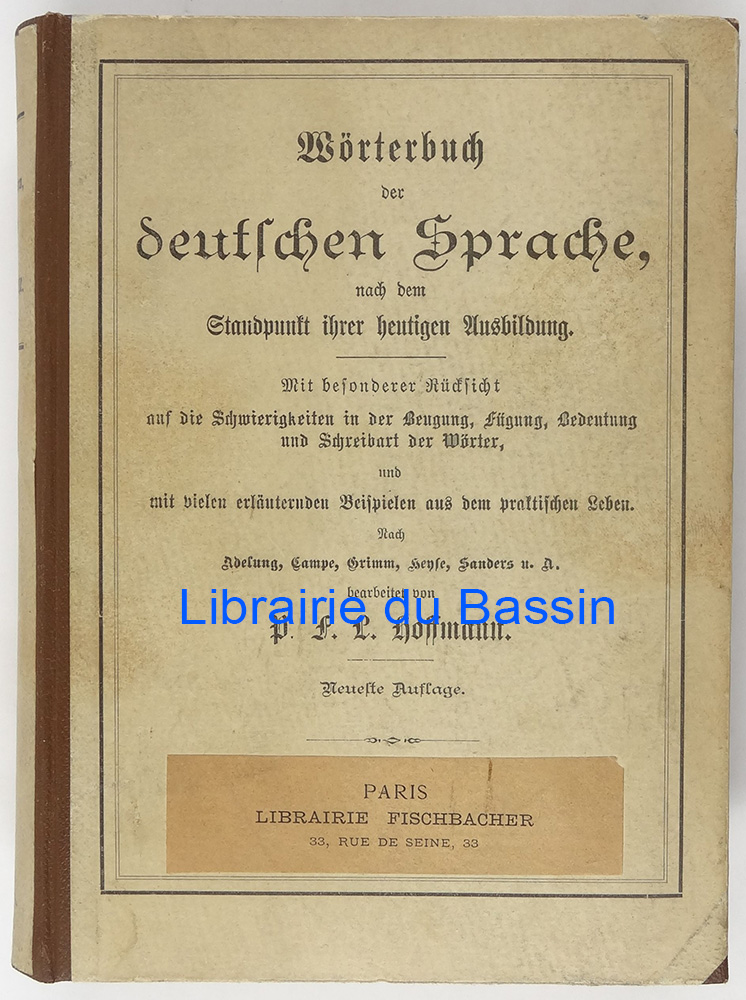 Wörterbuch
der
deutschen Sprache,
nach dem
Standpunkt ihrer heutigen Ausbildung.
Mit besonderer Rücksicht
auf die Schwierigkeiten in der Beugung, Fügung, Bedeutung
und Schreibart der Wörter,
und
mit vielen erläuternden Beispielen aus dem praktischen Leben.
Nach
Adelung, Campe, Grimm, Heyse, Sanders u. A.
bearbeitet von
Librairie du Bassin
P. F. L. Hoffmann.
Neueste Auflage.
PARIS
LIBRAIRIE FISCHBACHER
33, RUE DE SEINE, 33